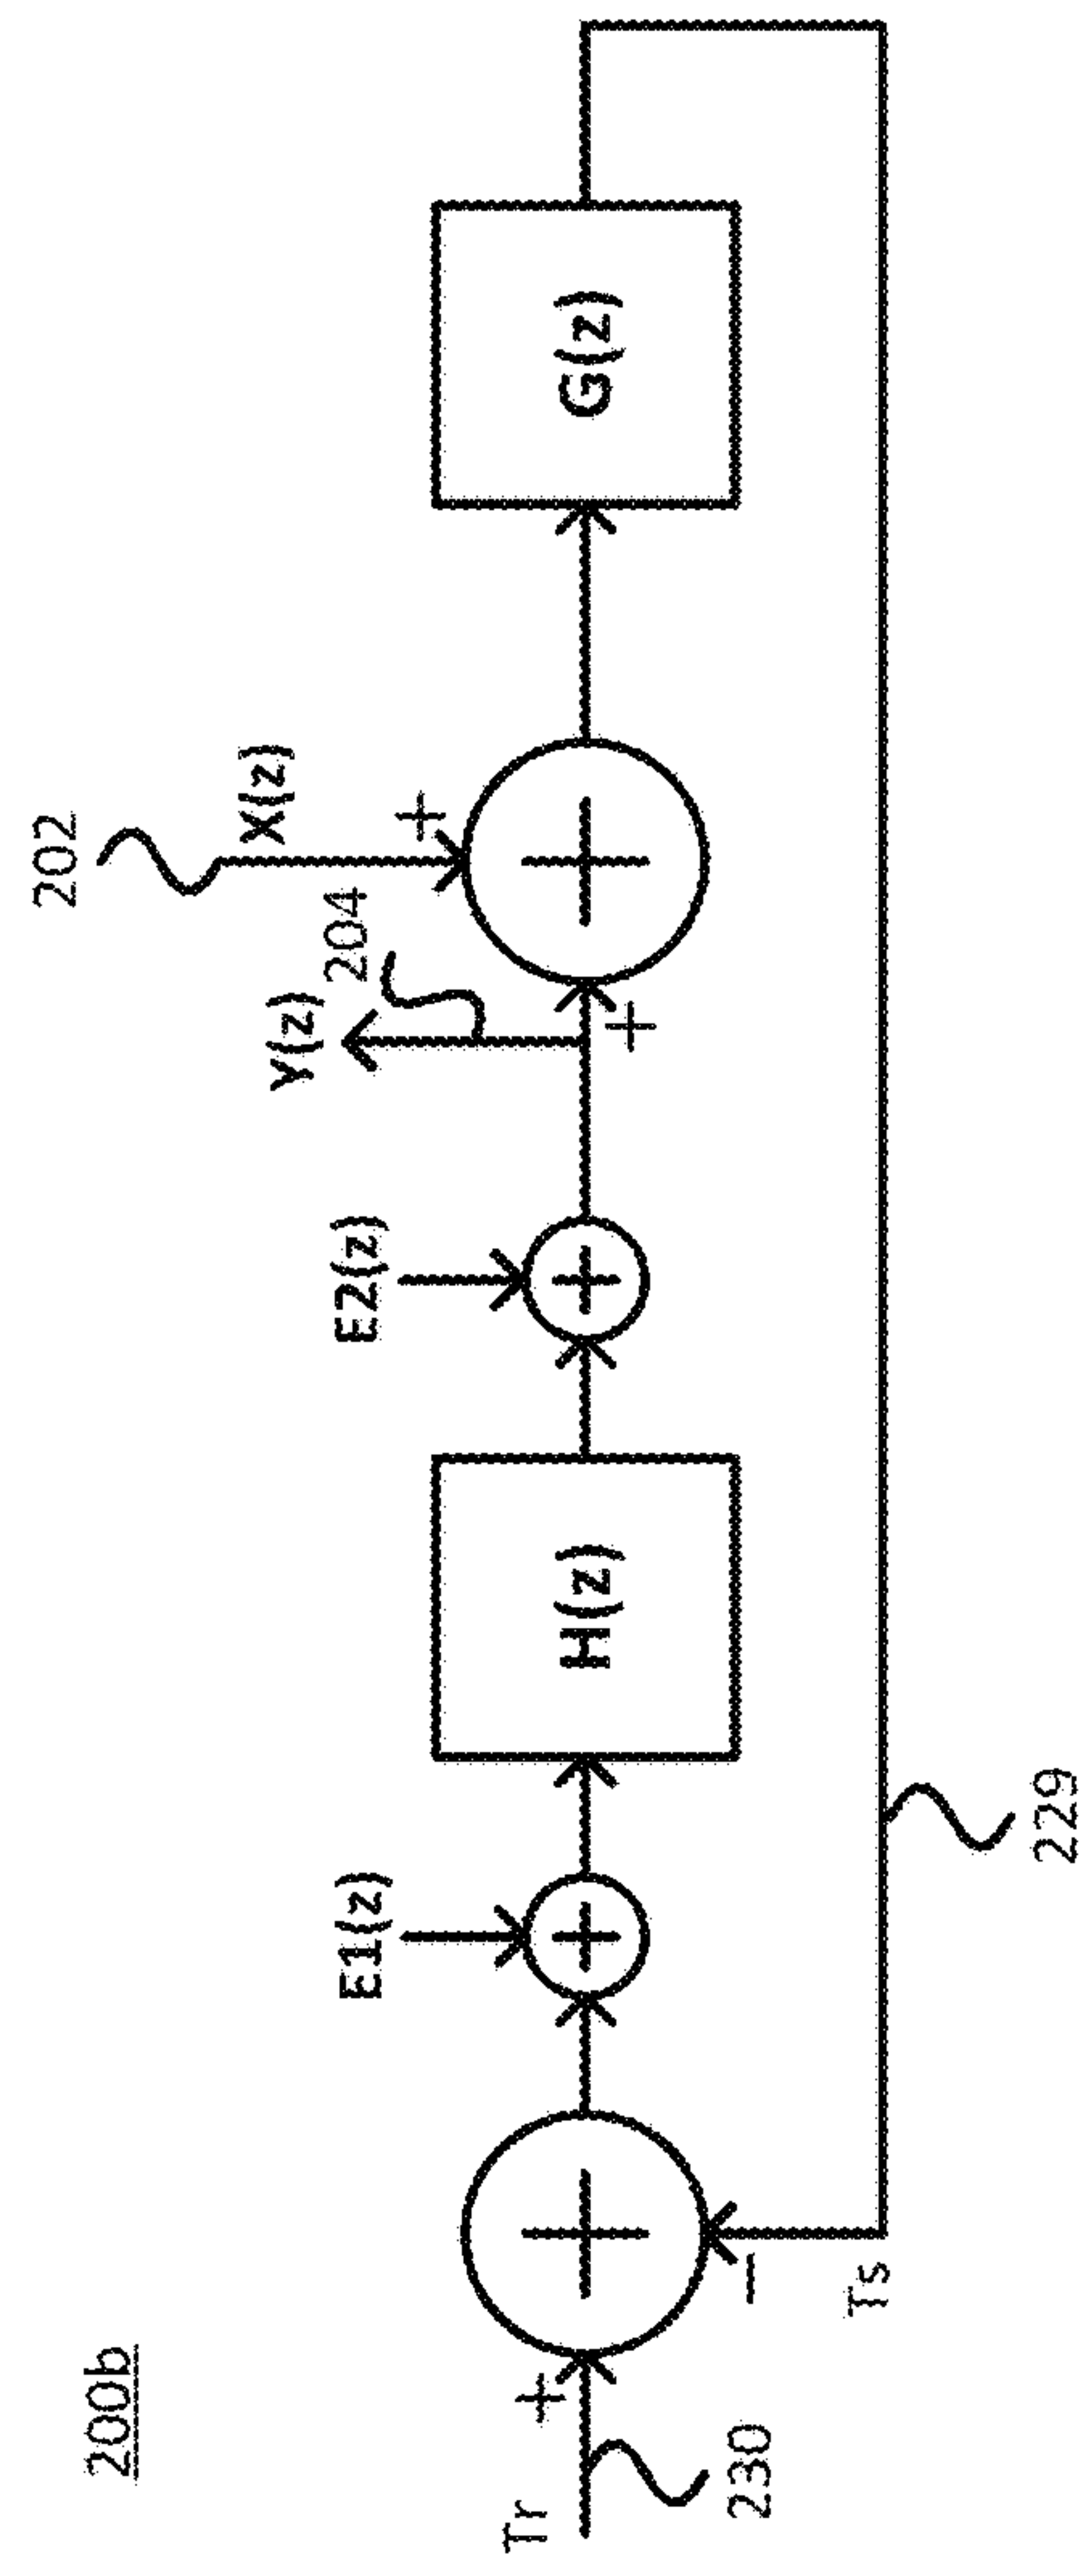 200b
Tr
+
230
−
Ts
E1(z)
H(z)
E2(z)
Y(z)
204
+
202
X(z)
+
G(z)
229